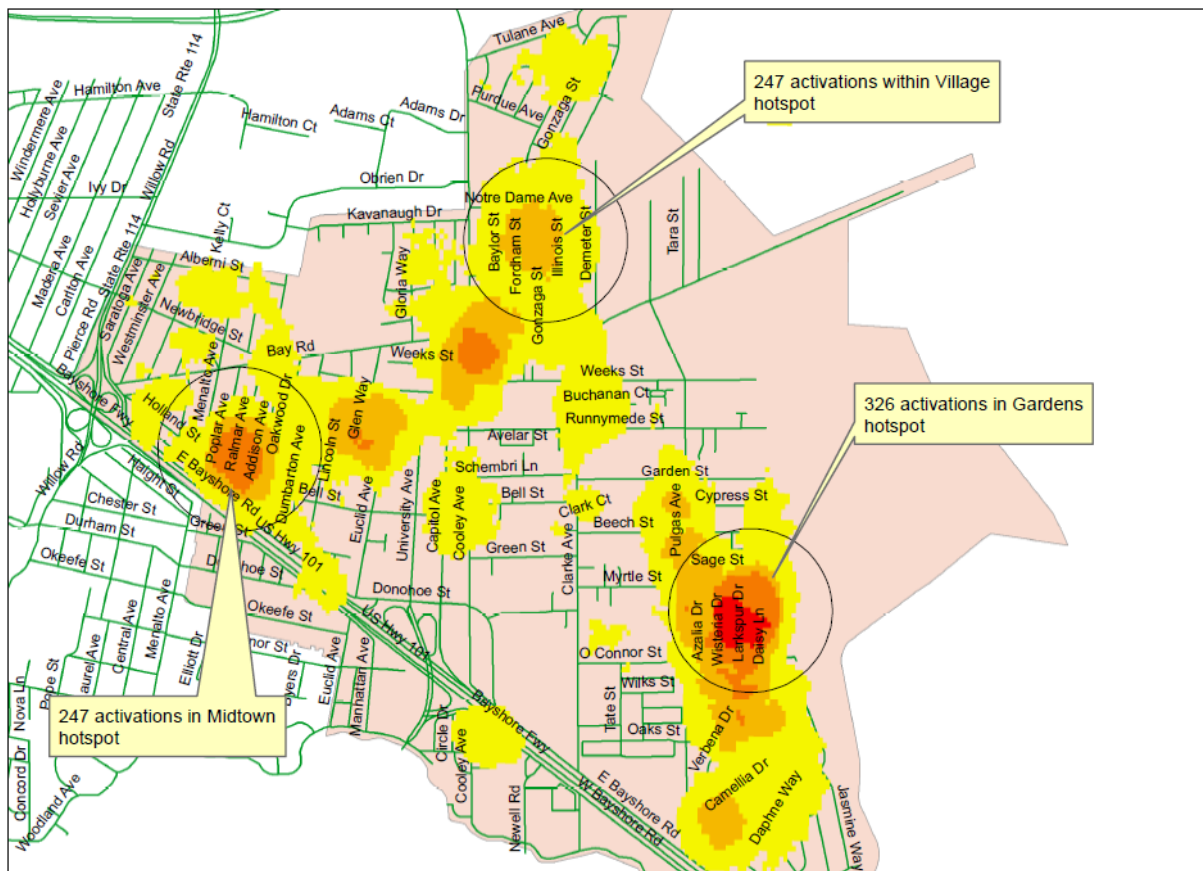 Tulane Ave
State Rte 114
247 activations within Village
hotspot
Hamilton Ave
Windermere Ave
Purdue Ave
Gonzaga St
Adams Dr
Adams Ct
Hamilton Ct
Hollyburne Ave
Sevier Ave
Willow Rd
Ivy Dr
Obrien Dr
Notre Dame Ave
Kavanaugh Dr
Kelly Ct
Baylor St
Fordham St
Illinois St
Demeter St
Tara St
Madera Ave
Carlton Ave
State Rte 114
Alberni St
Gloria Way
Gonzaga St
Pierce Rd
Saratoga Ave
Westminster Ave
Newbridge St
Bay Rd
Weeks St
Weeks St
Bayshore Fwy
Menalto Ave
Buchanan Ct
326 activations in Gardens
hotspot
Holland St
Poplar Ave
Ralmar Ave
Addison Ave
Oakwood Dr
Glen Way
Runnymede St
Avelar St
Willow Rd
Haight St
E Bayshore Rd
Dumbarton Ave
Lincoln St
Schembri Ln
Garden St
Chester St
Bell St
Bell St
Clark Ct
Cypress St
Durham St
Green St
US Hwy 101
Euclid Ave
University Ave
Capitol Ave
Cooley Ave
Beech St
Pulgas Ave
Okeefe St
Green St
Sage St
Donohoe St
Donohoe St
Clarke Ave
Myrtle St
Okeefe St
US Hwy 101
Azalia Dr
Wisteria Dr
Larkspur Dr
Daisy Ln
Pope St
Laurel Ave
Central Ave
Menalto Ave
Elliott Dr
nor St
Euclid Ave
Manhattan Ave
O Connor St
Nova Ln
yers Dr
Wilks St
247 activations in Midtown
hotspot
Circle Dr
Cooley Ave
Bayshore Fwy
Tate St
Oaks St
Verbena Dr
Concord Dr
Woodland Ave
Newell Rd
E Bayshore Rd
W Bayshore Rd
Camellia Dr
Daphne Way
Jasmine Way